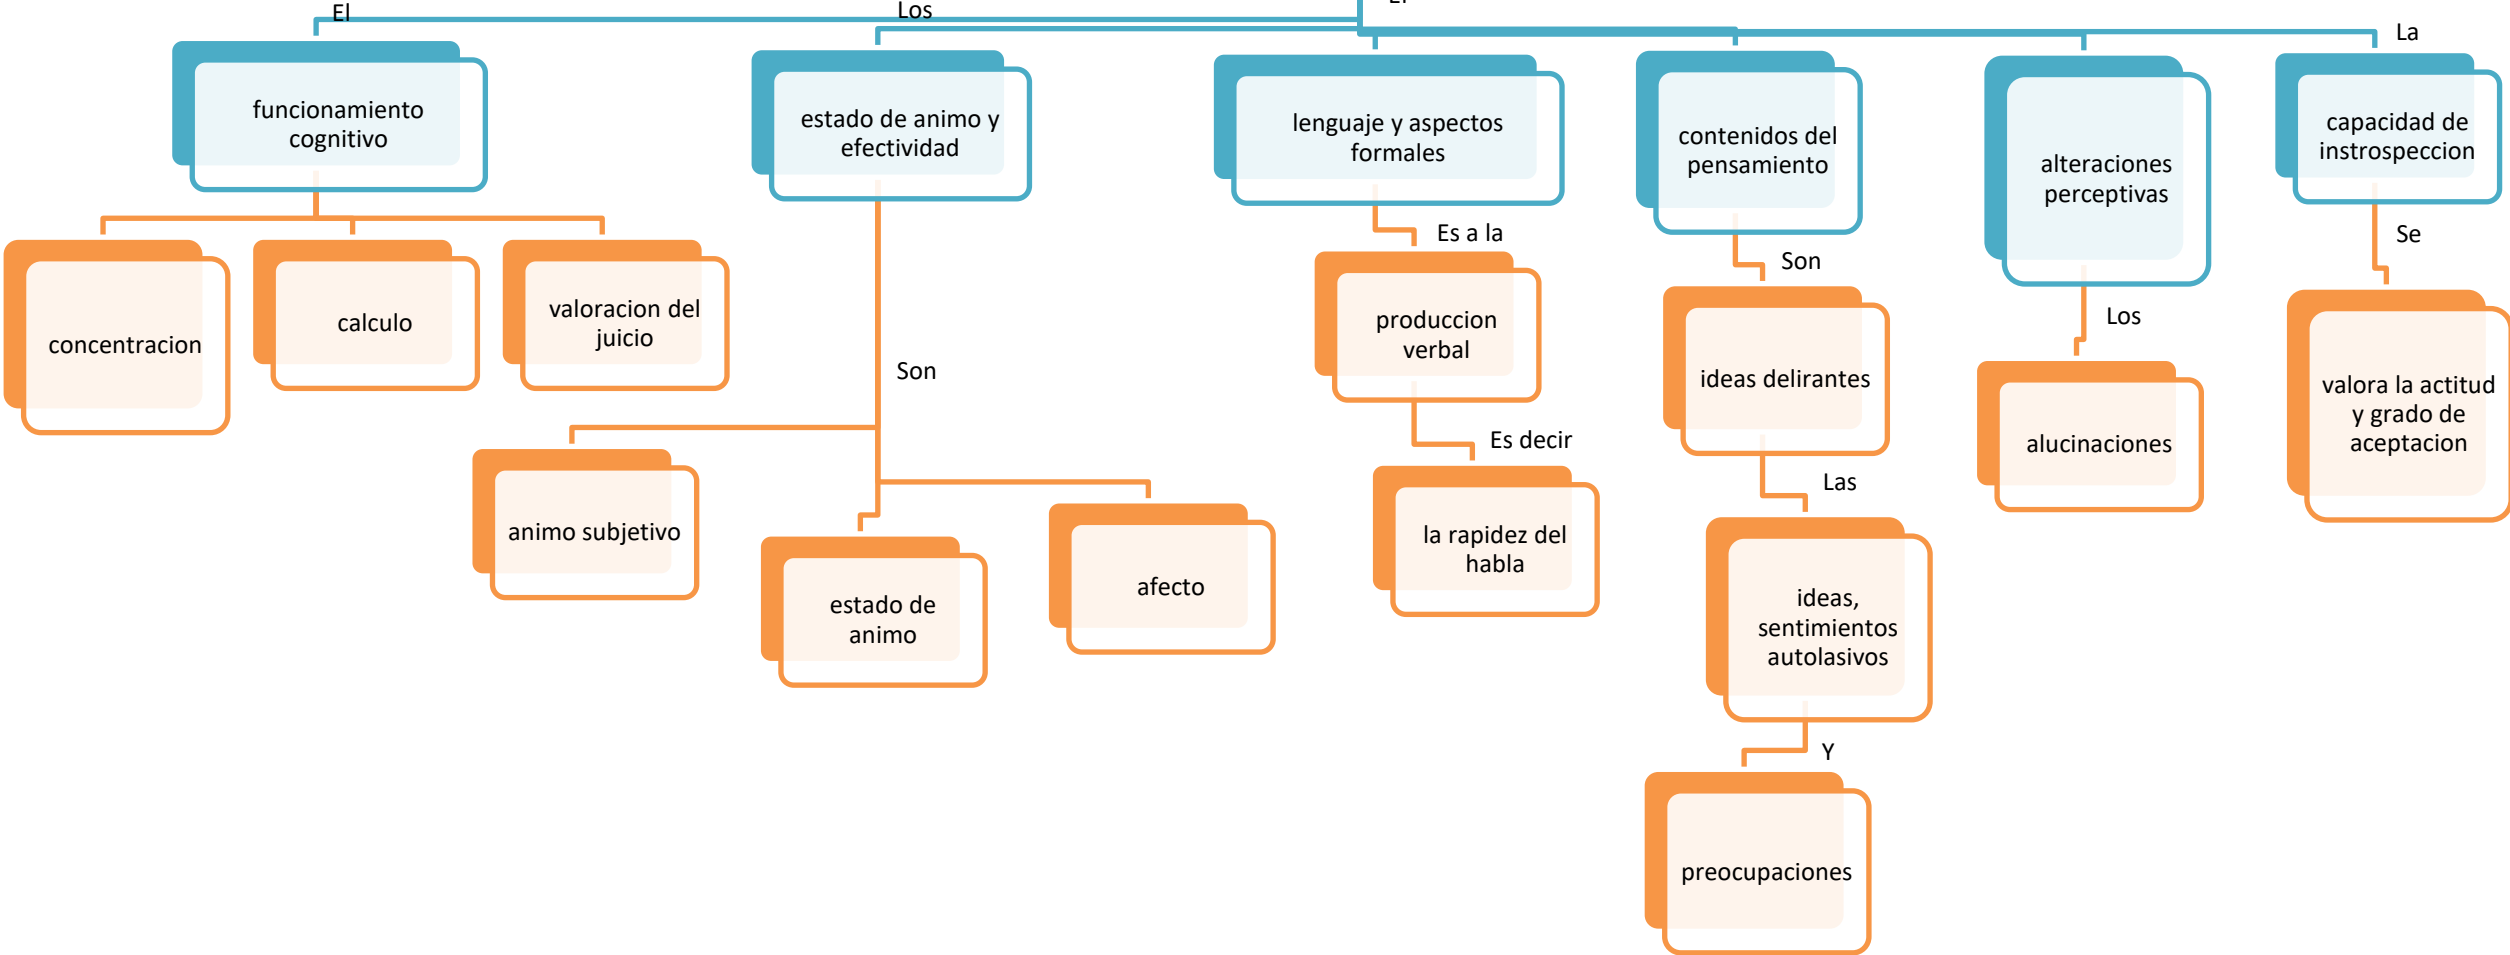 El
Los
El
La
funcionamiento
cognitivo
estado de animo y
efectividad
lenguaje y aspectos
formales
contenidos del
pensamiento
alteraciones
perceptivas
capacidad de
instrospeccion
Es a la
Son
Los
Se
concentracion
calculo
valoracion del
juicio
Son
produccion
verbal
ideas delirantes
alucinaciones
valora la actitud
y grado de
aceptacion
Es decir
Las
animo subjetivo
estado de
animo
afecto
la rapidez del
habla
ideas,
sentimientos
autolasivos
Y
preocupaciones